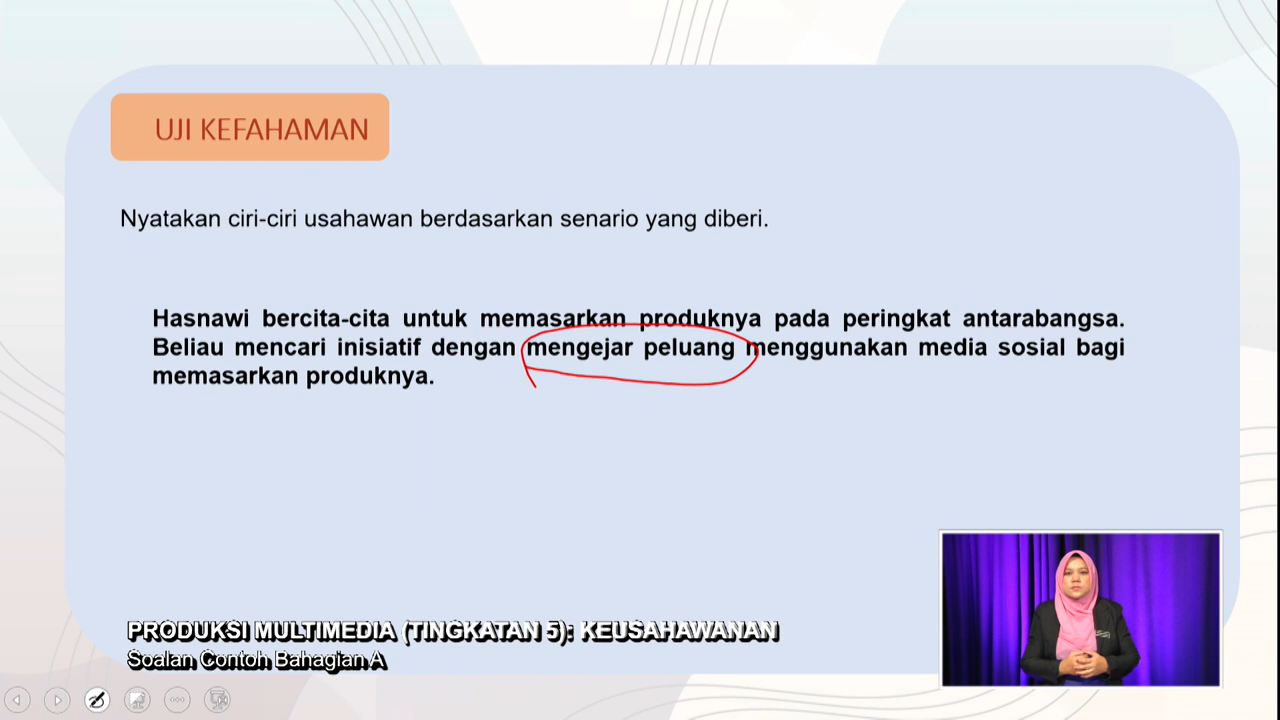 UJI KEFAHAMAN
Nyatakan ciri-ciri usahawan berdasarkan senario yang diberi.
Hasnawi bercita-cita untuk memasarkan produknya pada peringkat antarabangsa.
Beliau mencari inisiatif dengan mengejar peluang menggunakan media sosial bagi
memasarkan produknya.
PRODUKSI MULTIMEDIA (TINGKATAN 5): KEUSAHAWANAN
Soalan Contoh Bahagian A